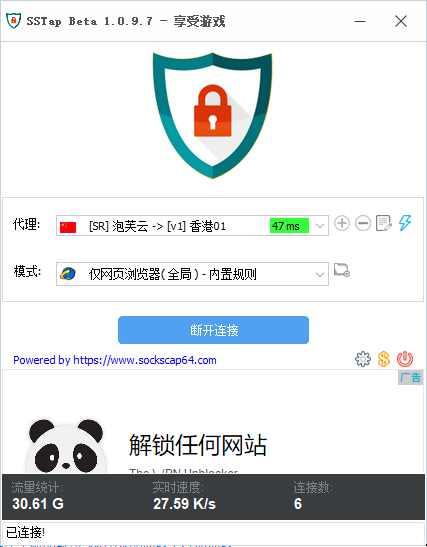 SSTap Beta 1.0.9.7 - 享受游戏
代理: [SR] 泡芙云 -> [v1] 香港01 47 ms
模式: 仅网页浏览器(全局) - 内置规则
断开连接
Powered by https://www.sockscap64.com
广告
解锁任何网站
流量统计: 实时速度: 连接数:
30.61 G 27.59 K/s 6
已连接!